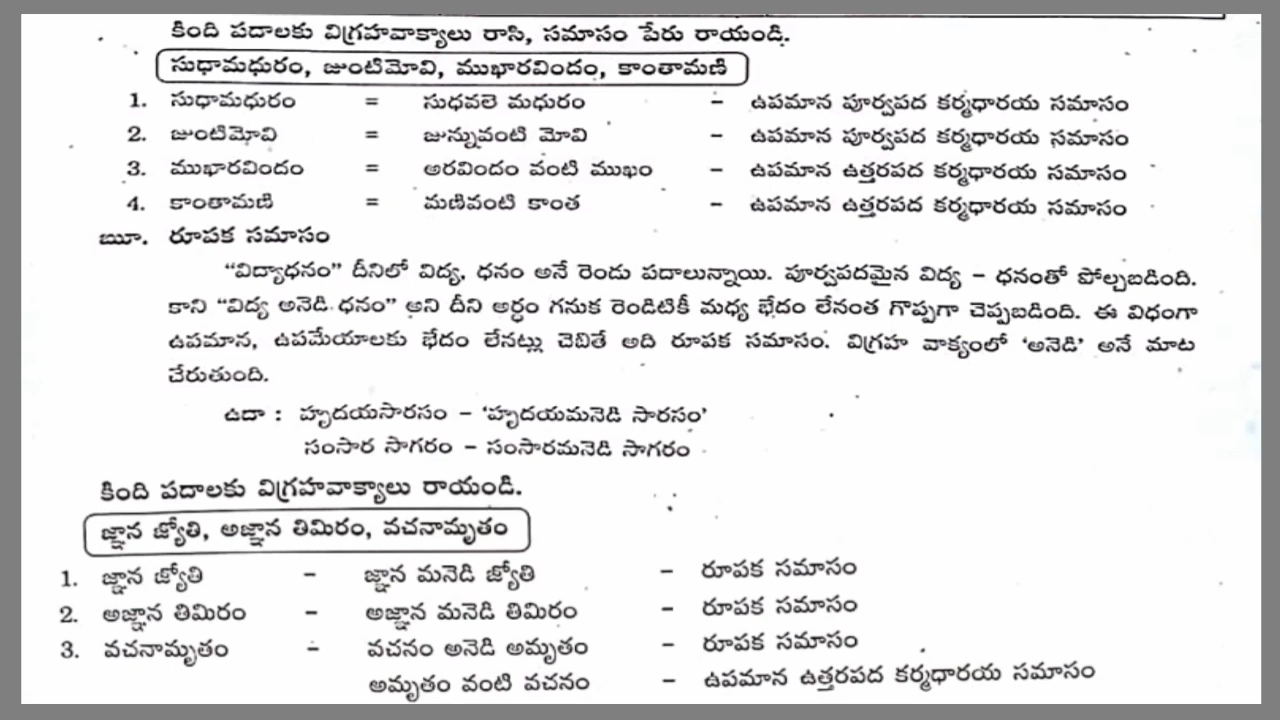 కింది పదాలకు విగ్రహవాక్యాలు రాసి, సమాసం పేరు రాయండి.
సుధామధురం, జుంటిమోవి, ముఖారవిందం, కాంతామణి
1. సుధామధురం = సుధవలె మధురం – ఉపమాన పూర్వపద కర్మధారయ సమాసం
2. జుంటిమోవి = జున్నువంటి మోవి – ఉపమాన పూర్వపద కర్మధారయ సమాసం
3. ముఖారవిందం = అరవిందం వంటి ముఖం – ఉపమాన ఉత్తరపద కర్మధారయ సమాసం
4. కాంతామణి = మణివంటి కాంత – ఉపమాన ఉత్తరపద కర్మధారయ సమాసం
ఋా. రూపక సమాసం
“విద్యాధనం” దీనిలో విద్య, ధనం అనే రెండు పదాలున్నాయి. పూర్వపదమైన విద్య – ధనంతో పోల్చబడింది.
కాని “విద్య అనెడి ధనం” అని దీని అర్థం గనుక రెండిటికీ మధ్య భేదం లేనంత గొప్పగా చెప్పబడింది. ఈ విధంగా
ఉపమాన, ఉపమేయాలకు భేదం లేనట్లు చెబితే అది రూపక సమాసం. విగ్రహ వాక్యంలో ‘అనెడి’ అనే మాట
చేరుతుంది.
ఉదా : హృదయసారసం – ‘హృదయమనెడి సారసం’
సంసార సాగరం – సంసారమనెడి సాగరం
కింది పదాలకు విగ్రహవాక్యాలు రాయండి.
జ్ఞాన జ్యోతి, అజ్ఞాన తిమిరం, వచనామృతం
1. జ్ఞాన జ్యోతి – జ్ఞాన మనెడి జ్యోతి – రూపక సమాసం
2. అజ్ఞాన తిమిరం – అజ్ఞాన మనెడి తిమిరం – రూపక సమాసం
3. వచనామృతం – వచనం అనెడి అమృతం – రూపక సమాసం
అమృతం వంటి వచనం – ఉపమాన ఉత్తరపద కర్మధారయ సమాసం